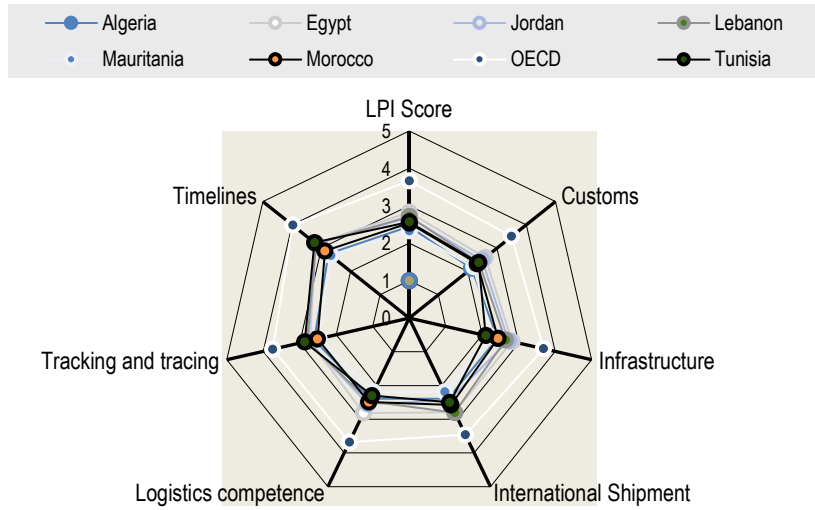 Algeria Egypt Jordan Lebanon
Mauritania Morocco OECD Tunisia
LPI Score
5
4
3
2
1
0
Timelines
Customs
Tracking and tracing
Infrastructure
Logistics competence
International Shipment